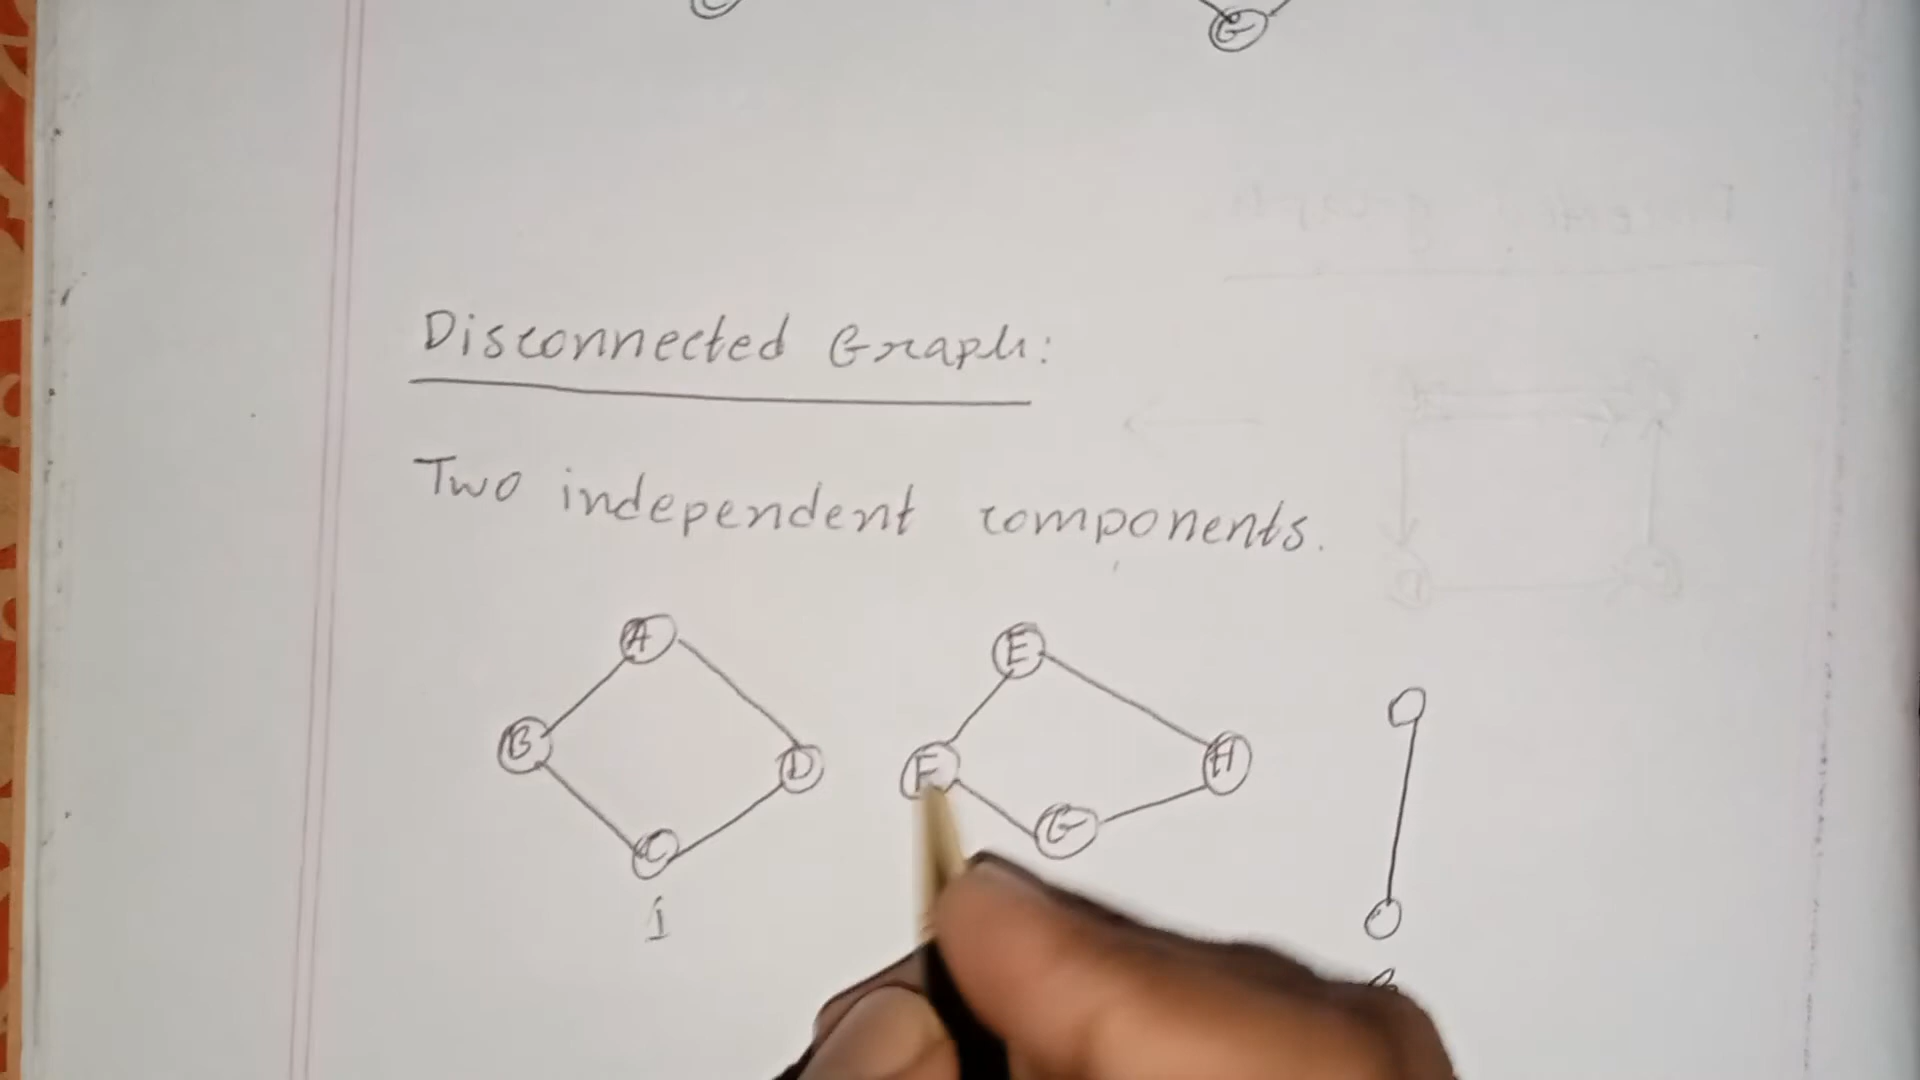 G
Disconnected Graph:
Two independent components.
A E
B D F H
C G
1